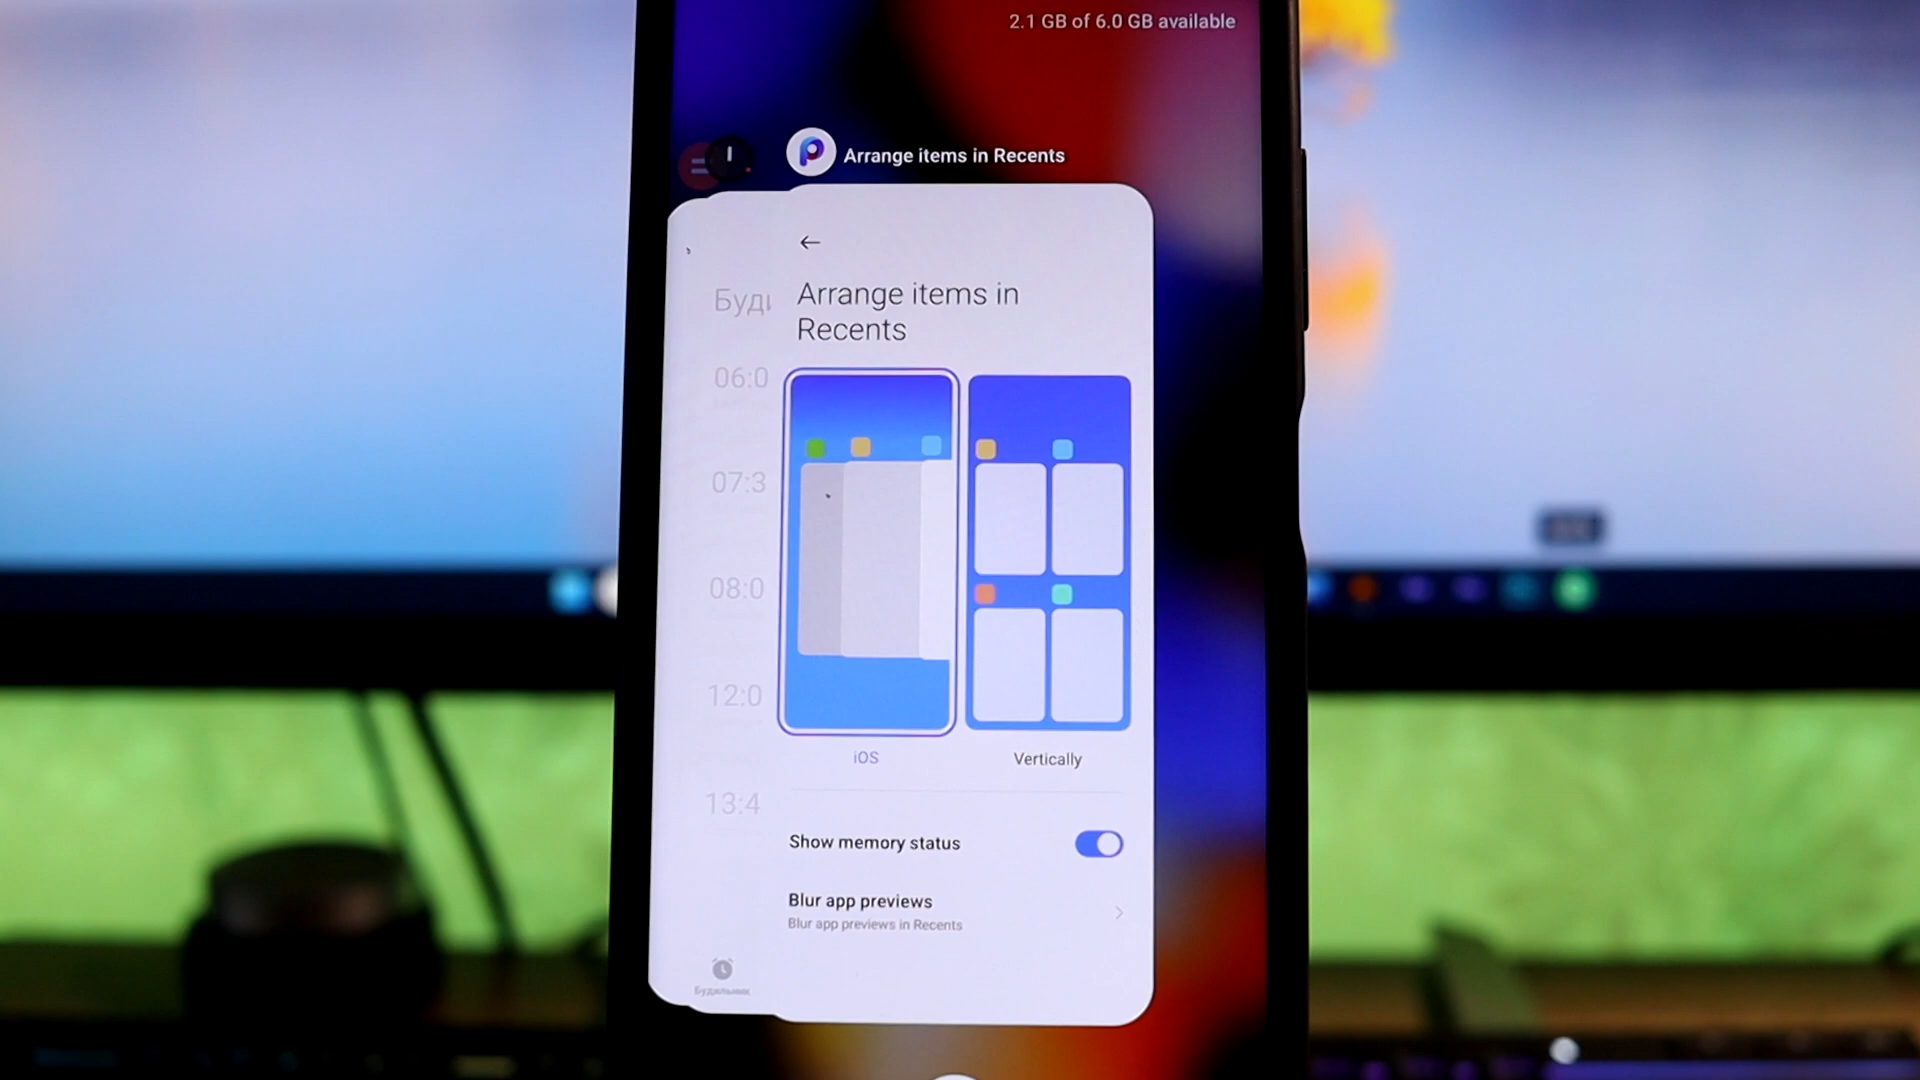 2.1 GB of 6.0 GB available
Arrange items in Recents
Arrange items in
Recents
06:0
07:3
08:0
12:0
13:4
iOS
Vertically
Show memory status
Blur app previews
Blur app previews in Recents
Будильник